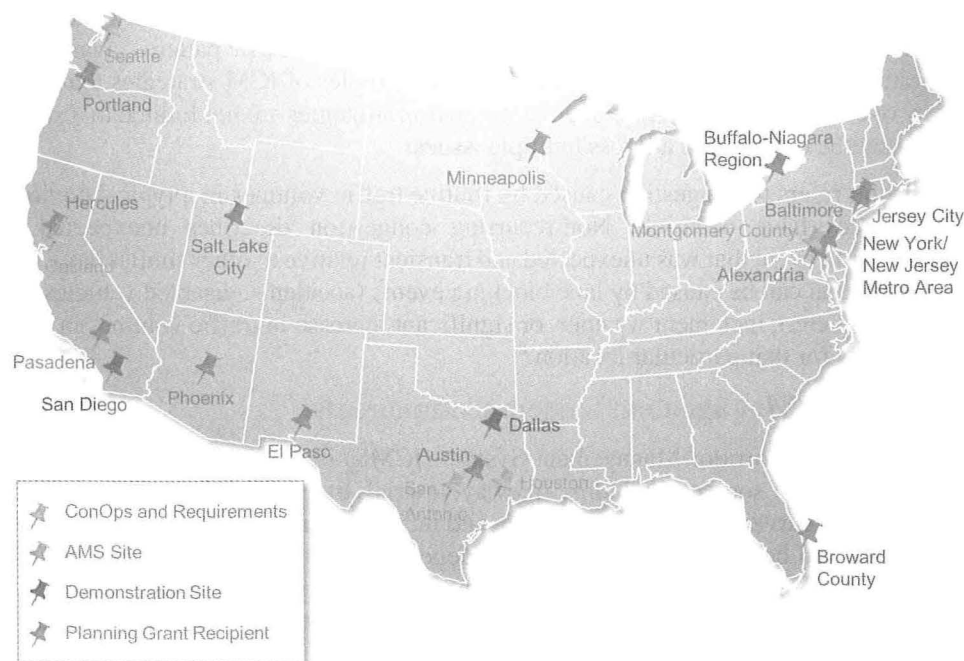 Seattle
Portland
Minneapolis
Buffalo-Niagara
Region
Hercules
Salt Lake
City
Montgomery County
Baltimore
Jersey City
New York/
New Jersey
Metro Area
Alexandria
Pasadena
San Diego
Phoenix
El Paso
Dallas
Austin
San
Antonio
Houston
Broward
County
ConOps and Requirements
AMS Site
Demonstration Site
Planning Grant Recipient